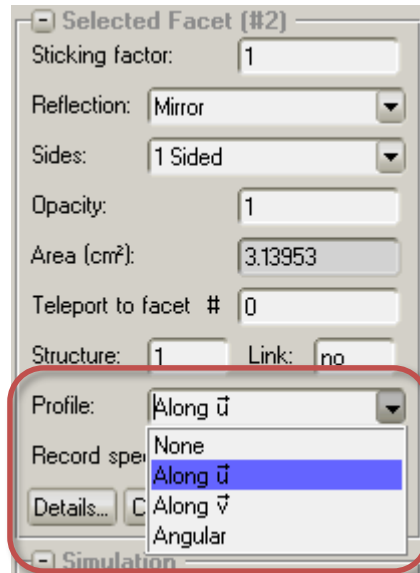 Selected Facet (#2)
Sticking factor: 1
Reflection: Mirror
Sides: 1 Sided
Opacity: 1
Area (cm²): 3.13953
Teleport to facet # 0
Structure: 1 Link: no
Profile: Along u⃗
Record
None
Along u⃗
Details... Along v⃗
Angular
Simulation